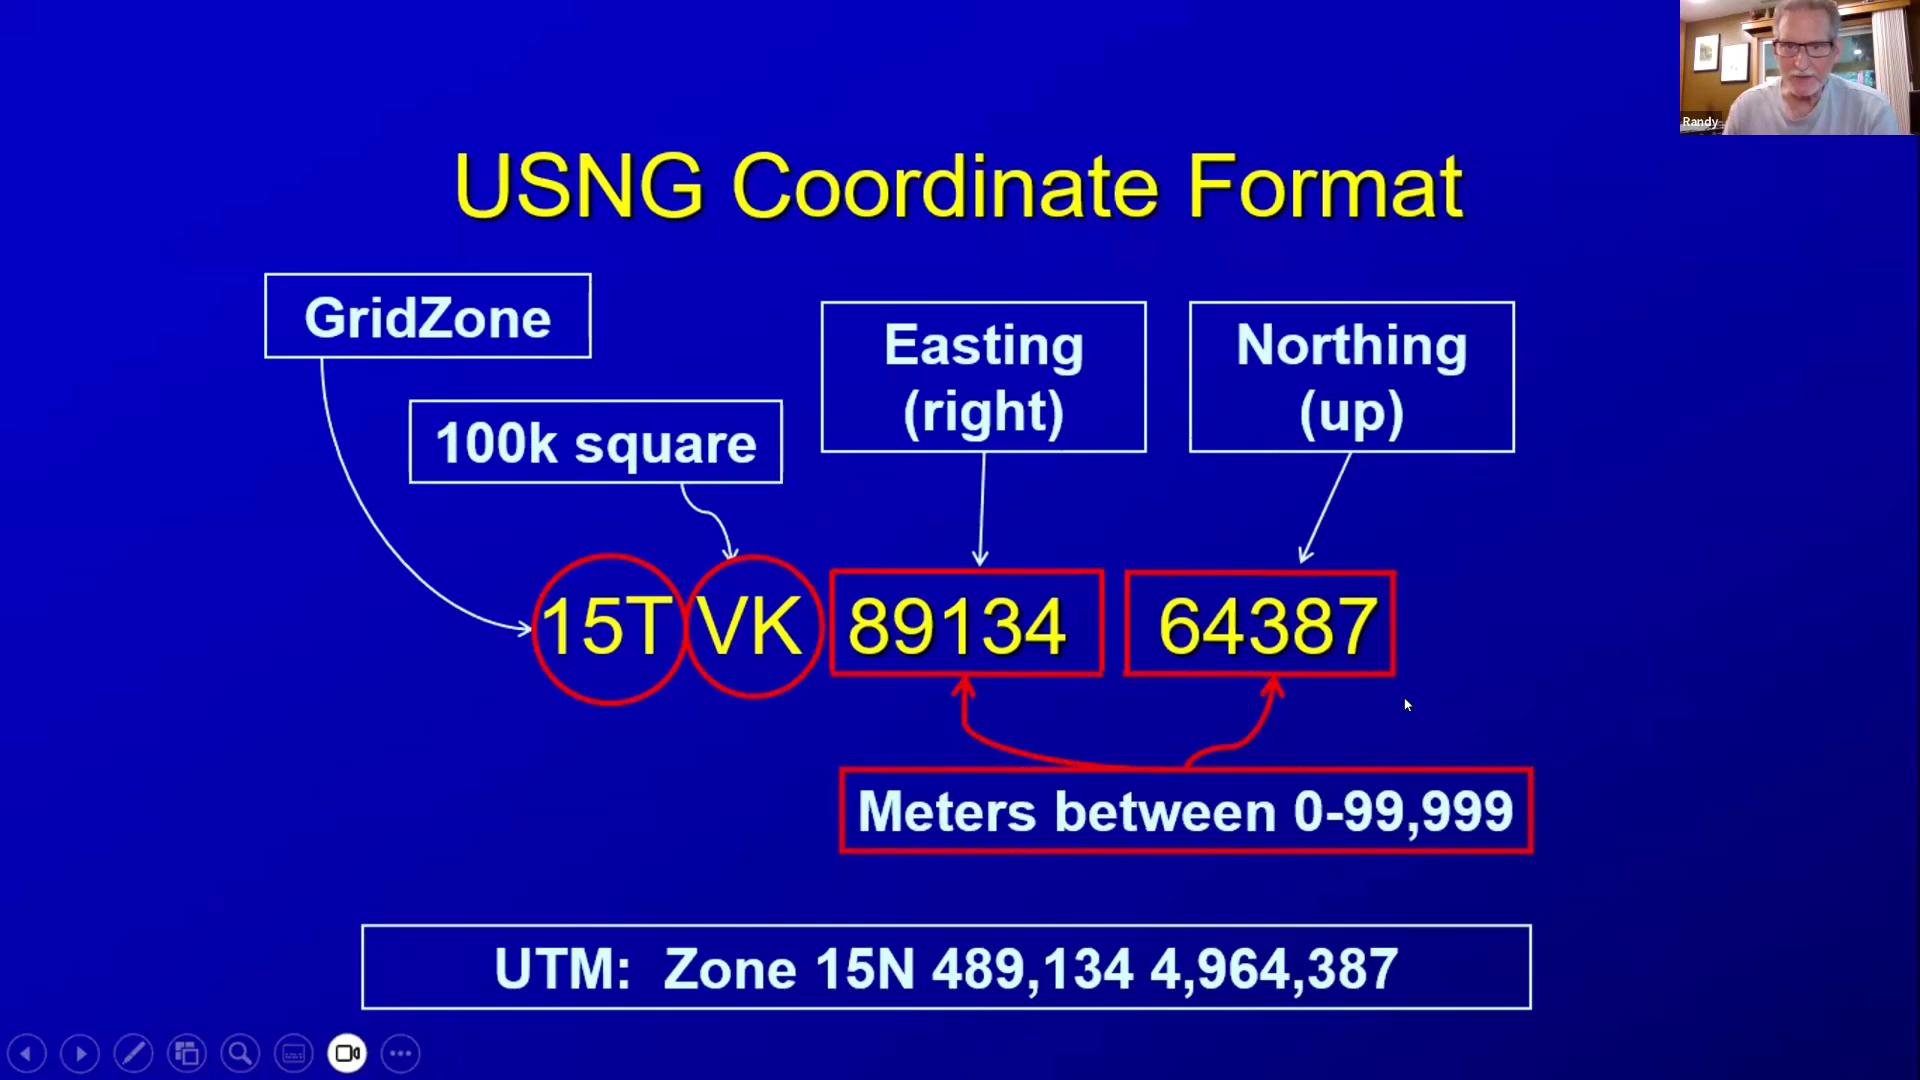 Randy
USNG Coordinate Format
GridZone
100k square
Easting
(right)
Northing
(up)
15T VK 89134 64387
Meters between 0-99,999
UTM: Zone 15N 489,134 4,964,387